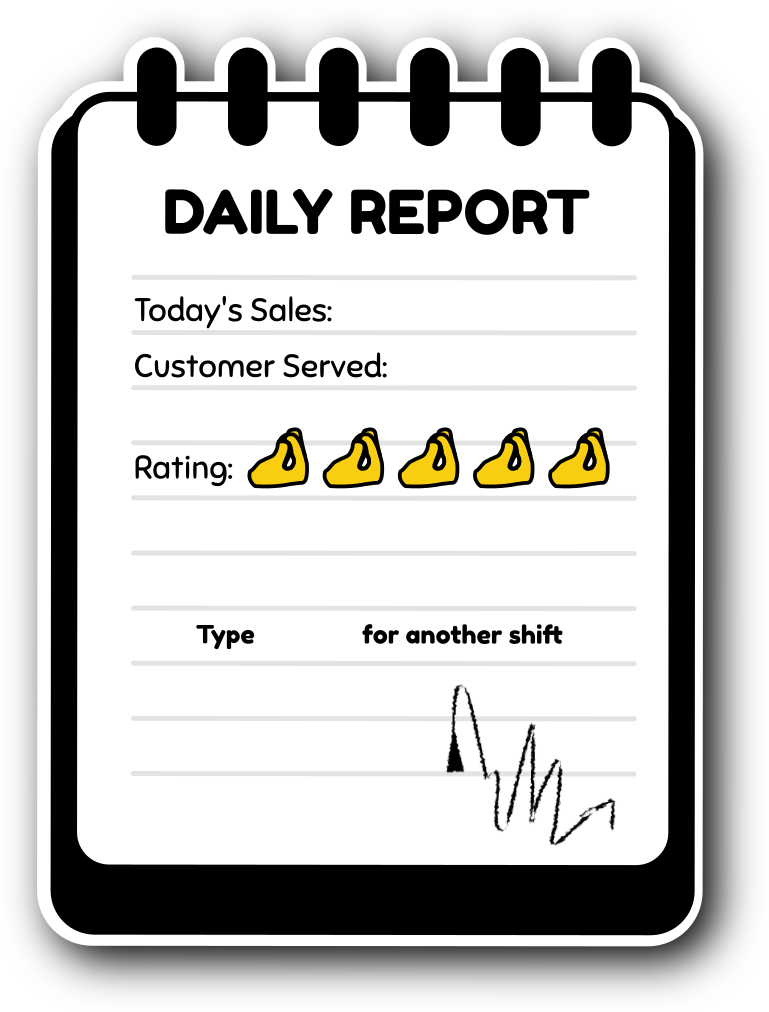 DAILY REPORT
Today's Sales:
Customer Served:
Rating:
Type for another shift